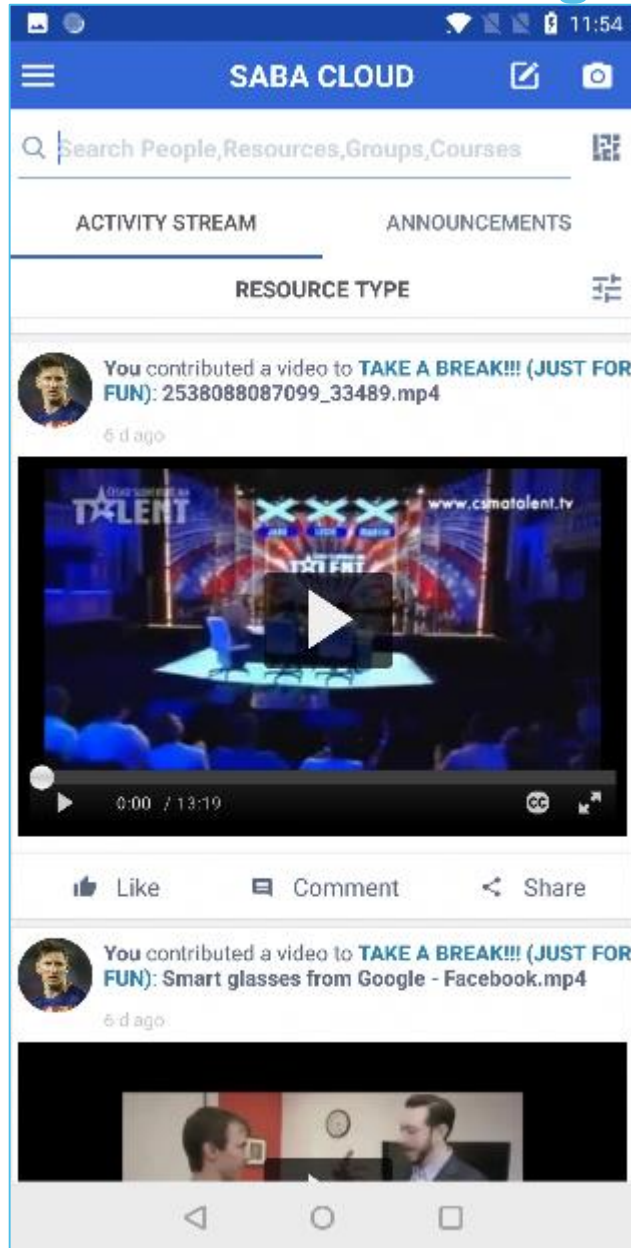 11:54
SABA CLOUD
Search People,Resources,Groups,Courses
ACTIVITY STREAM
ANNOUNCEMENTS
RESOURCE TYPE
You contributed a video to TAKE A BREAK!!! (JUST FOR
FUN): 2538088087099_33489.mp4
6 d ago
TALENT
www.csmatalent.tv
TALENT
0:00 / 13:19
CC
Like
Comment
Share
You contributed a video to TAKE A BREAK!!! (JUST FOR
FUN): Smart glasses from Google - Facebook.mp4
6 d ago